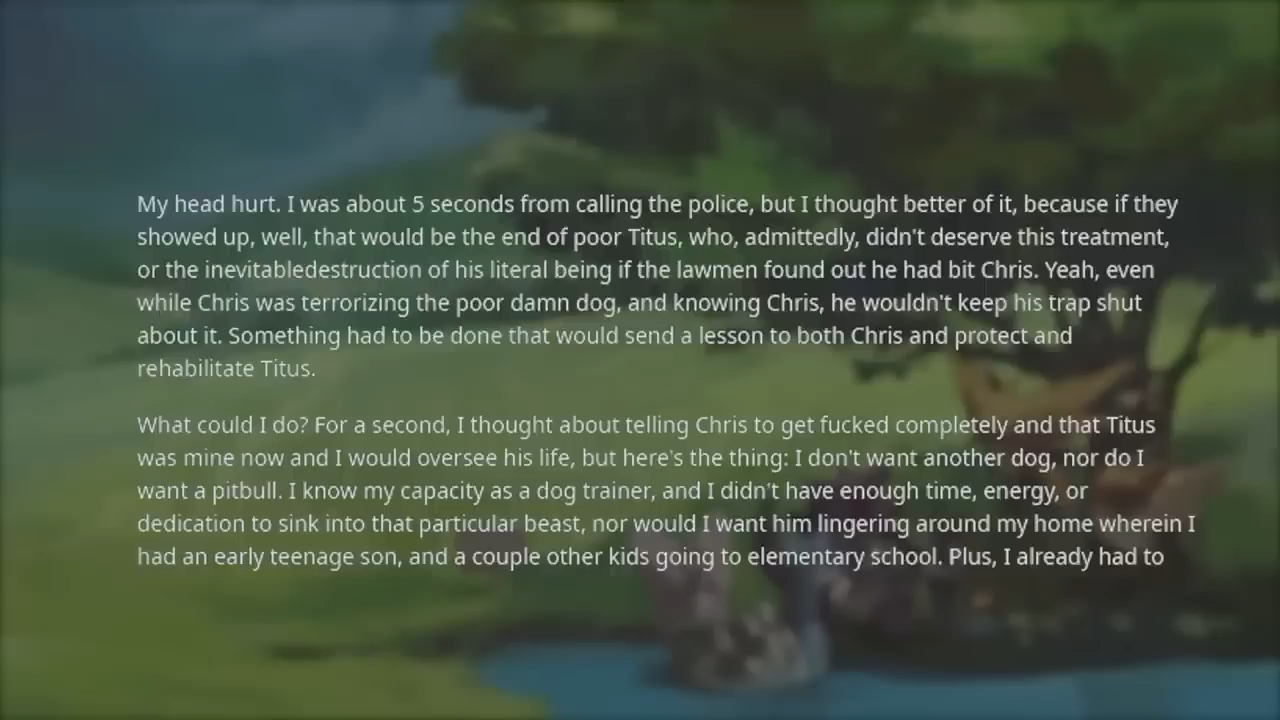 My head hurt. I was about 5 seconds from calling the police, but I thought better of it, because if they
showed up, well, that would be the end of poor Titus, who, admittedly, didn't deserve this treatment,
or the inevitabledestruction of his literal being if the lawmen found out he had bit Chris. Yeah, even
while Chris was terrorizing the poor damn dog, and knowing Chris, he wouldn't keep his trap shut
about it. Something had to be done that would send a lesson to both Chris and protect and
rehabilitate Titus.
What could I do? For a second, I thought about telling Chris to get fucked completely and that Titus
was mine now and I would oversee his life, but here's the thing: I don't want another dog, nor do I
want a pitbull. I know my capacity as a dog trainer, and I didn't have enough time, energy, or
dedication to sink into that particular beast, nor would I want him lingering around my home wherein I
had an early teenage son, and a couple other kids going to elementary school. Plus, I already had to